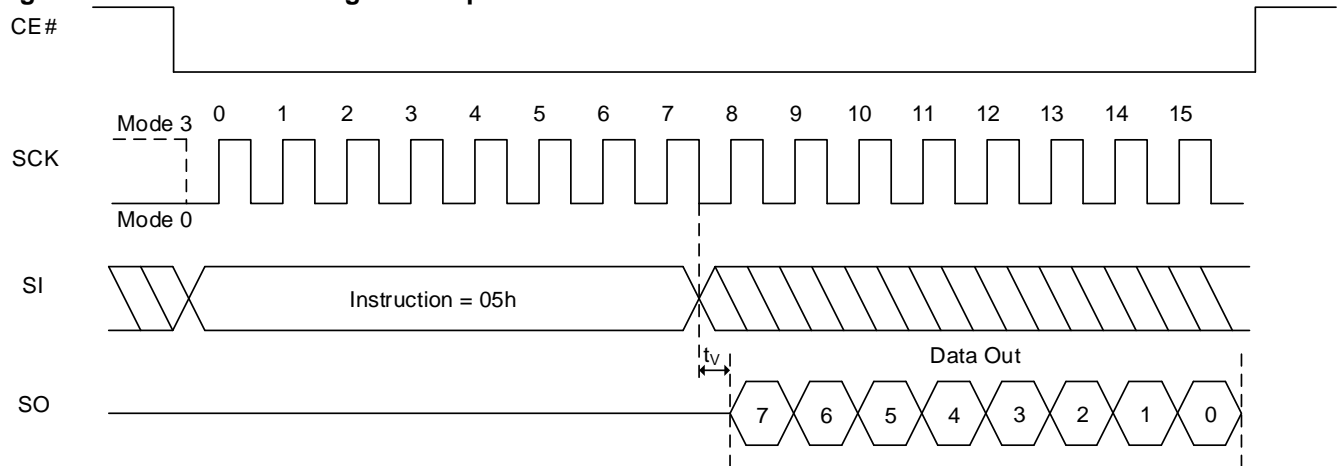 CE#
0 1 2 3 4 5 6 7 8 9 10 11 12 13 14 15
Mode 3
SCK
Mode 0
SI
Instruction = 05h
tV
Data Out
SO
7 6 5 4 3 2 1 0